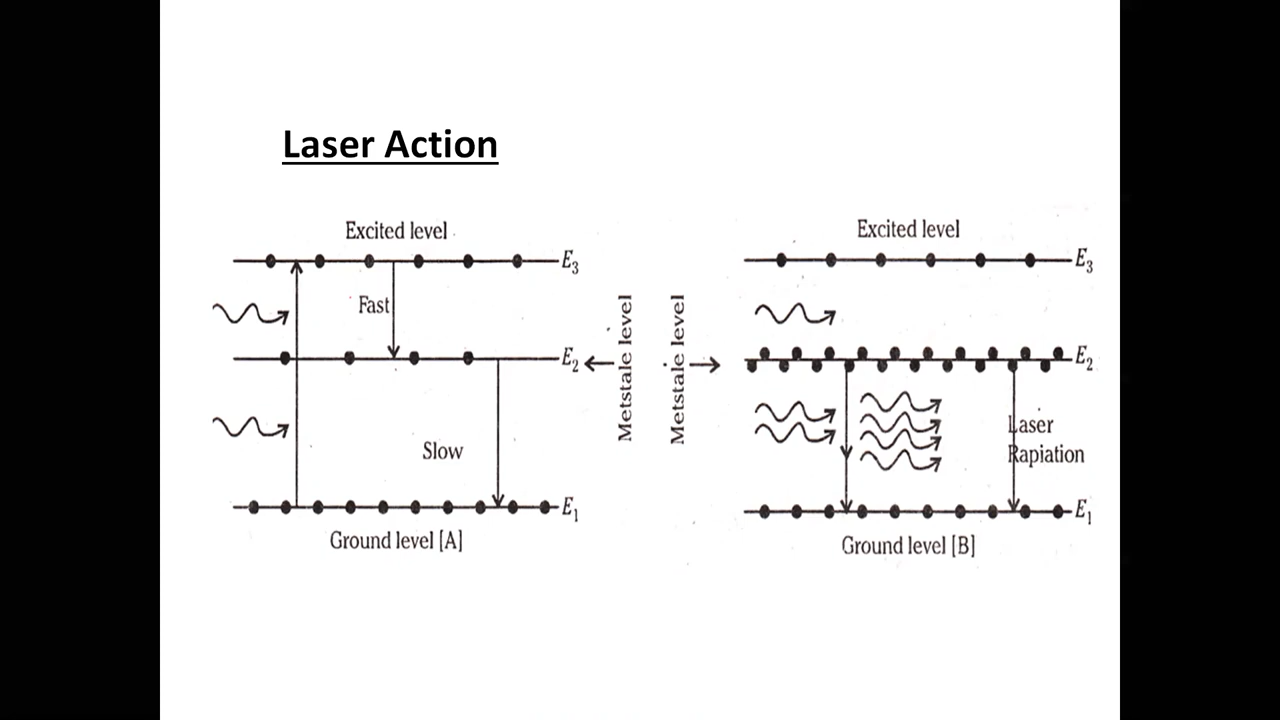 Laser Action
Excited level
E3
Fast
E2
Metstale level
Slow
E1
Ground level [A]
Excited level
E3
Metstale level
E2
Laser
Rapiation
E1
Ground level [B]